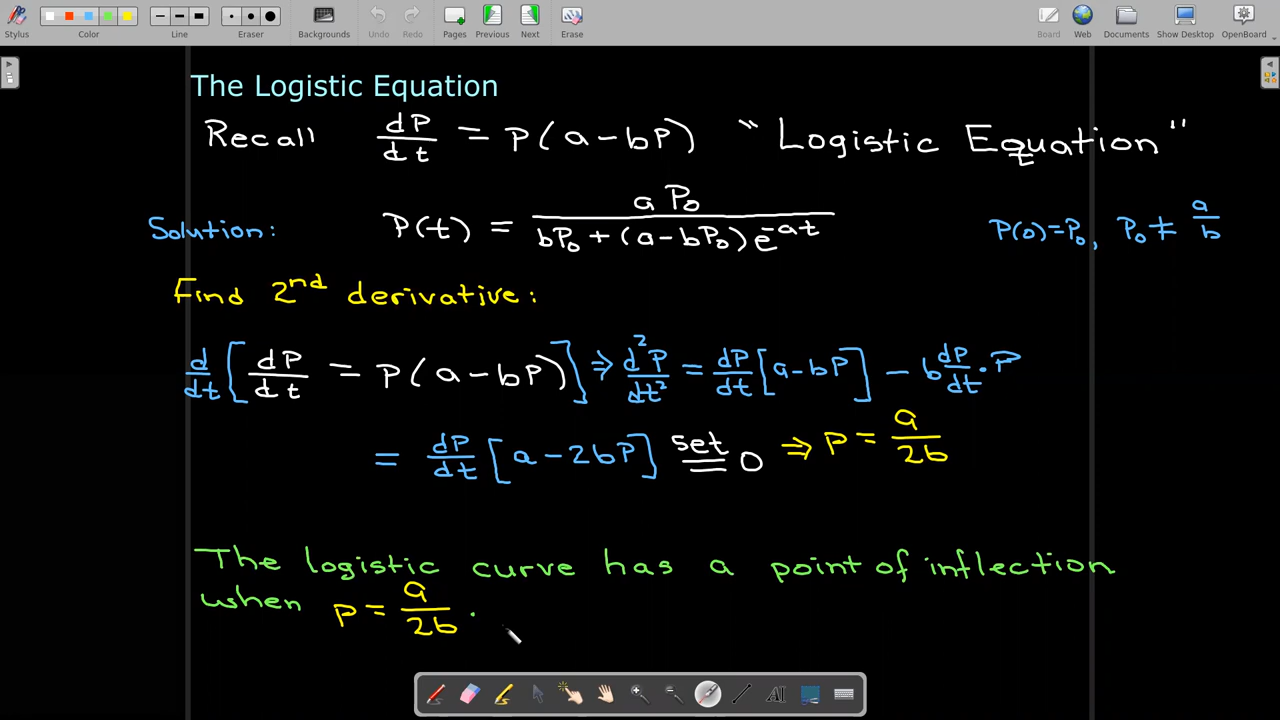 Stylus Color Line Eraser Backgrounds Undo Redo Pages Previous Next Erase Board Web Documents Show Desktop OpenBoard
The Logistic Equation
Recall dP/dt = P(a-bP) "Logistic Equation"
Solution: P(t) = aP₀/(bP₀+(a-bP₀)e^-at) P(0)=P₀, P₀≠a/b
Find 2nd derivative:
d/dt[dP/dt = P(a-bP)] ⇒ d²P/dt² = dP/dt[a-bP] - b dP/dt · P
= dP/dt[a-2bP] set = 0 ⇒ P = a/2b
The logistic curve has a point of inflection
when P = a/2b .
AI